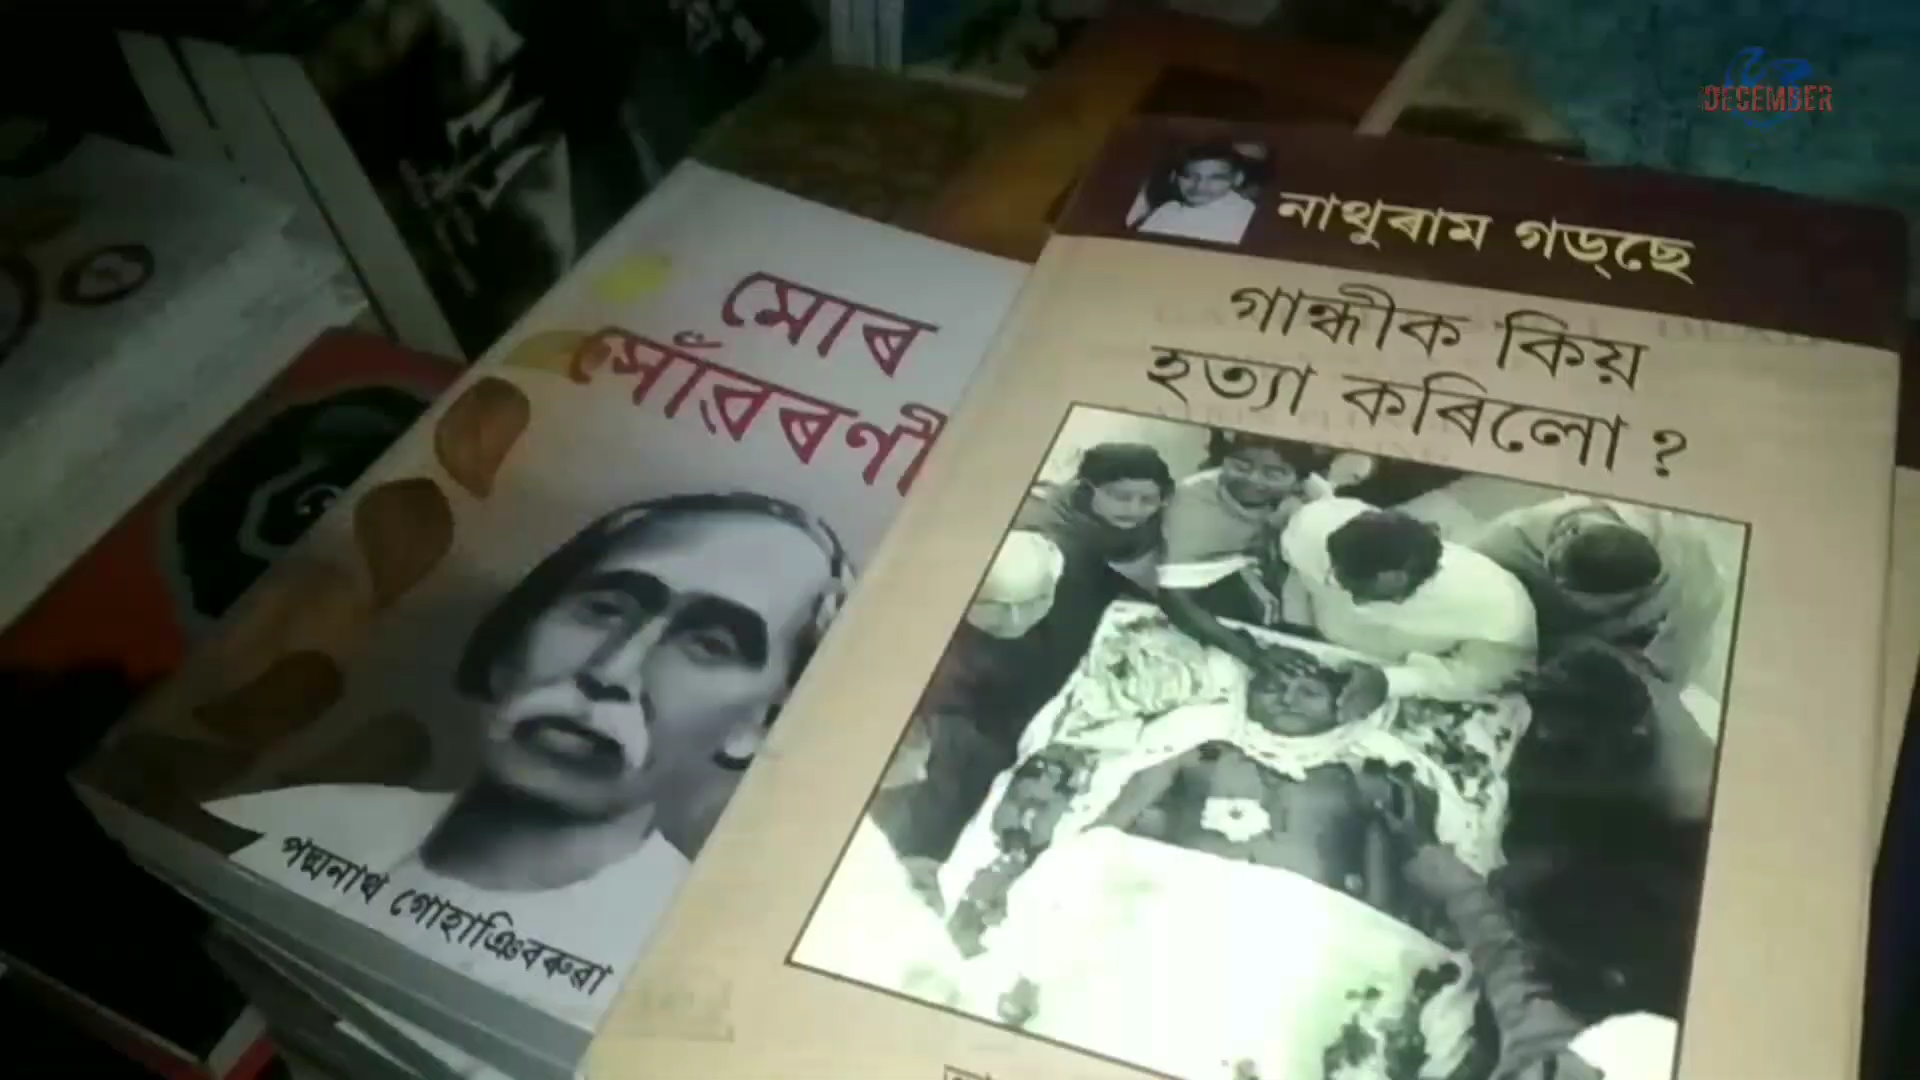 মোৰ
সোঁৱৰণী
পদ্মনাথ গোহাঞিবৰুৱা
নাথুৰাম গড্‌ছে
গান্ধীক কিয়
হত্যা কৰিলো ?
DECEMBER